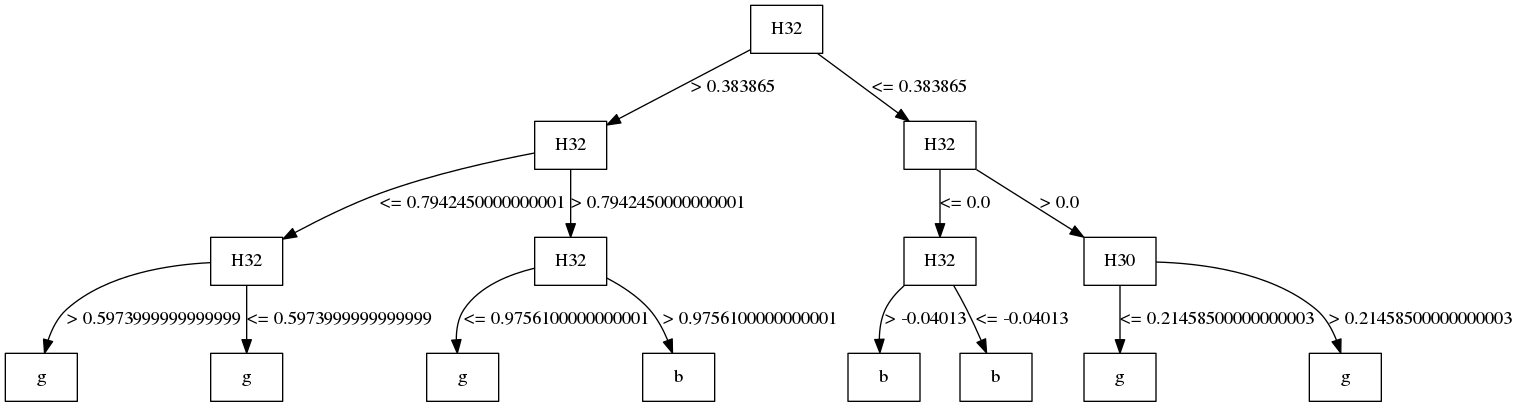 H32
> 0.383865
<= 0.383865
H32
H32
<= 0.7942450000000001
> 0.7942450000000001
<= 0.0
> 0.0
H32
H32
H32
H30
> 0.5973999999999999
<= 0.5973999999999999
<= 0.9756100000000001
> 0.9756100000000001
> -0.04013
<= -0.04013
<= 0.21458500000000003
> 0.21458500000000003
g
g
g
b
b
b
g
g